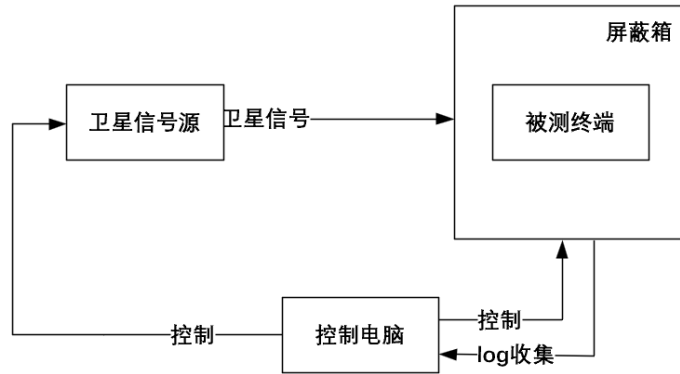 屏蔽箱
卫星信号源
卫星信号
被测终端
控制
控制电脑
控制
log收集